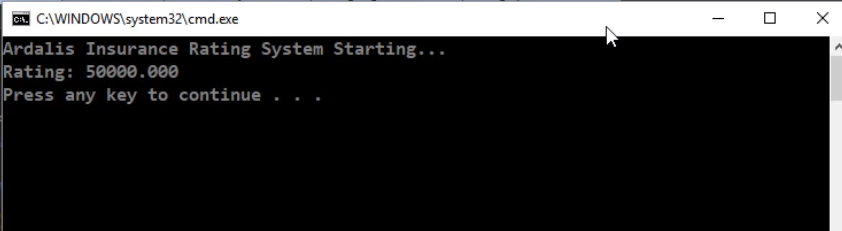 C:\WINDOWS\system32\cmd.exe
Ardalis Insurance Rating System Starting...
Rating: 50000.000
Press any key to continue . . .